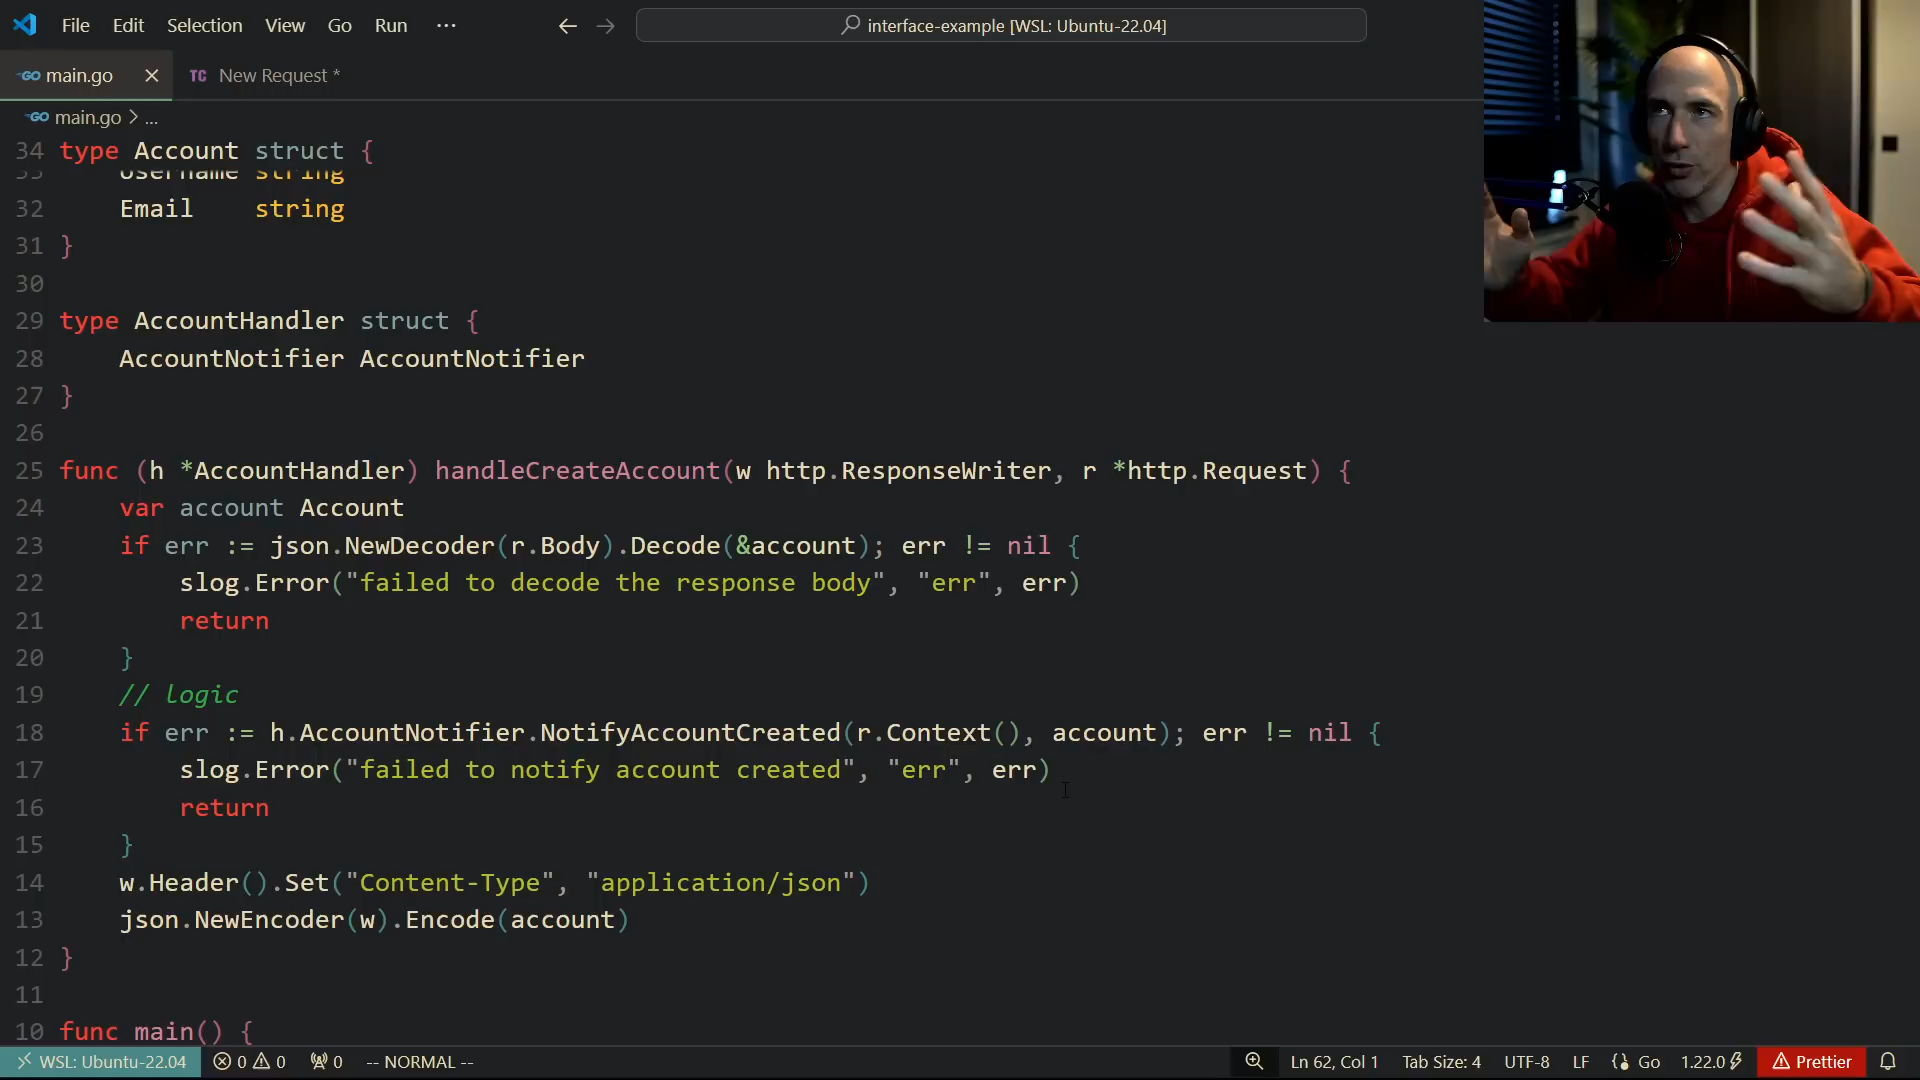 File Edit Selection View Go Run ··· interface-example [WSL: Ubuntu-22.04]
GO main.go TC New Request *
GO main.go > ...
34 type Account struct {
33 Username string
32 Email string
31 }
30
29 type AccountHandler struct {
28 AccountNotifier AccountNotifier
27 }
26
25 func (h *AccountHandler) handleCreateAccount(w http.ResponseWriter, r *http.Request) {
24 var account Account
23 if err := json.NewDecoder(r.Body).Decode(&account); err != nil {
22 slog.Error("failed to decode the response body", "err", err)
21 return
20 }
19 // logic
18 if err := h.AccountNotifier.NotifyAccountCreated(r.Context(), account); err != nil {
17 slog.Error("failed to notify account created", "err", err)
16 return
15 }
14 w.Header().Set("Content-Type", "application/json")
13 json.NewEncoder(w).Encode(account)
12 }
11
10 func main() {
WSL: Ubuntu-22.04 0 0 0 -- NORMAL -- Ln 62, Col 1 Tab Size: 4 UTF-8 LF {} Go 1.22.0 Prettier